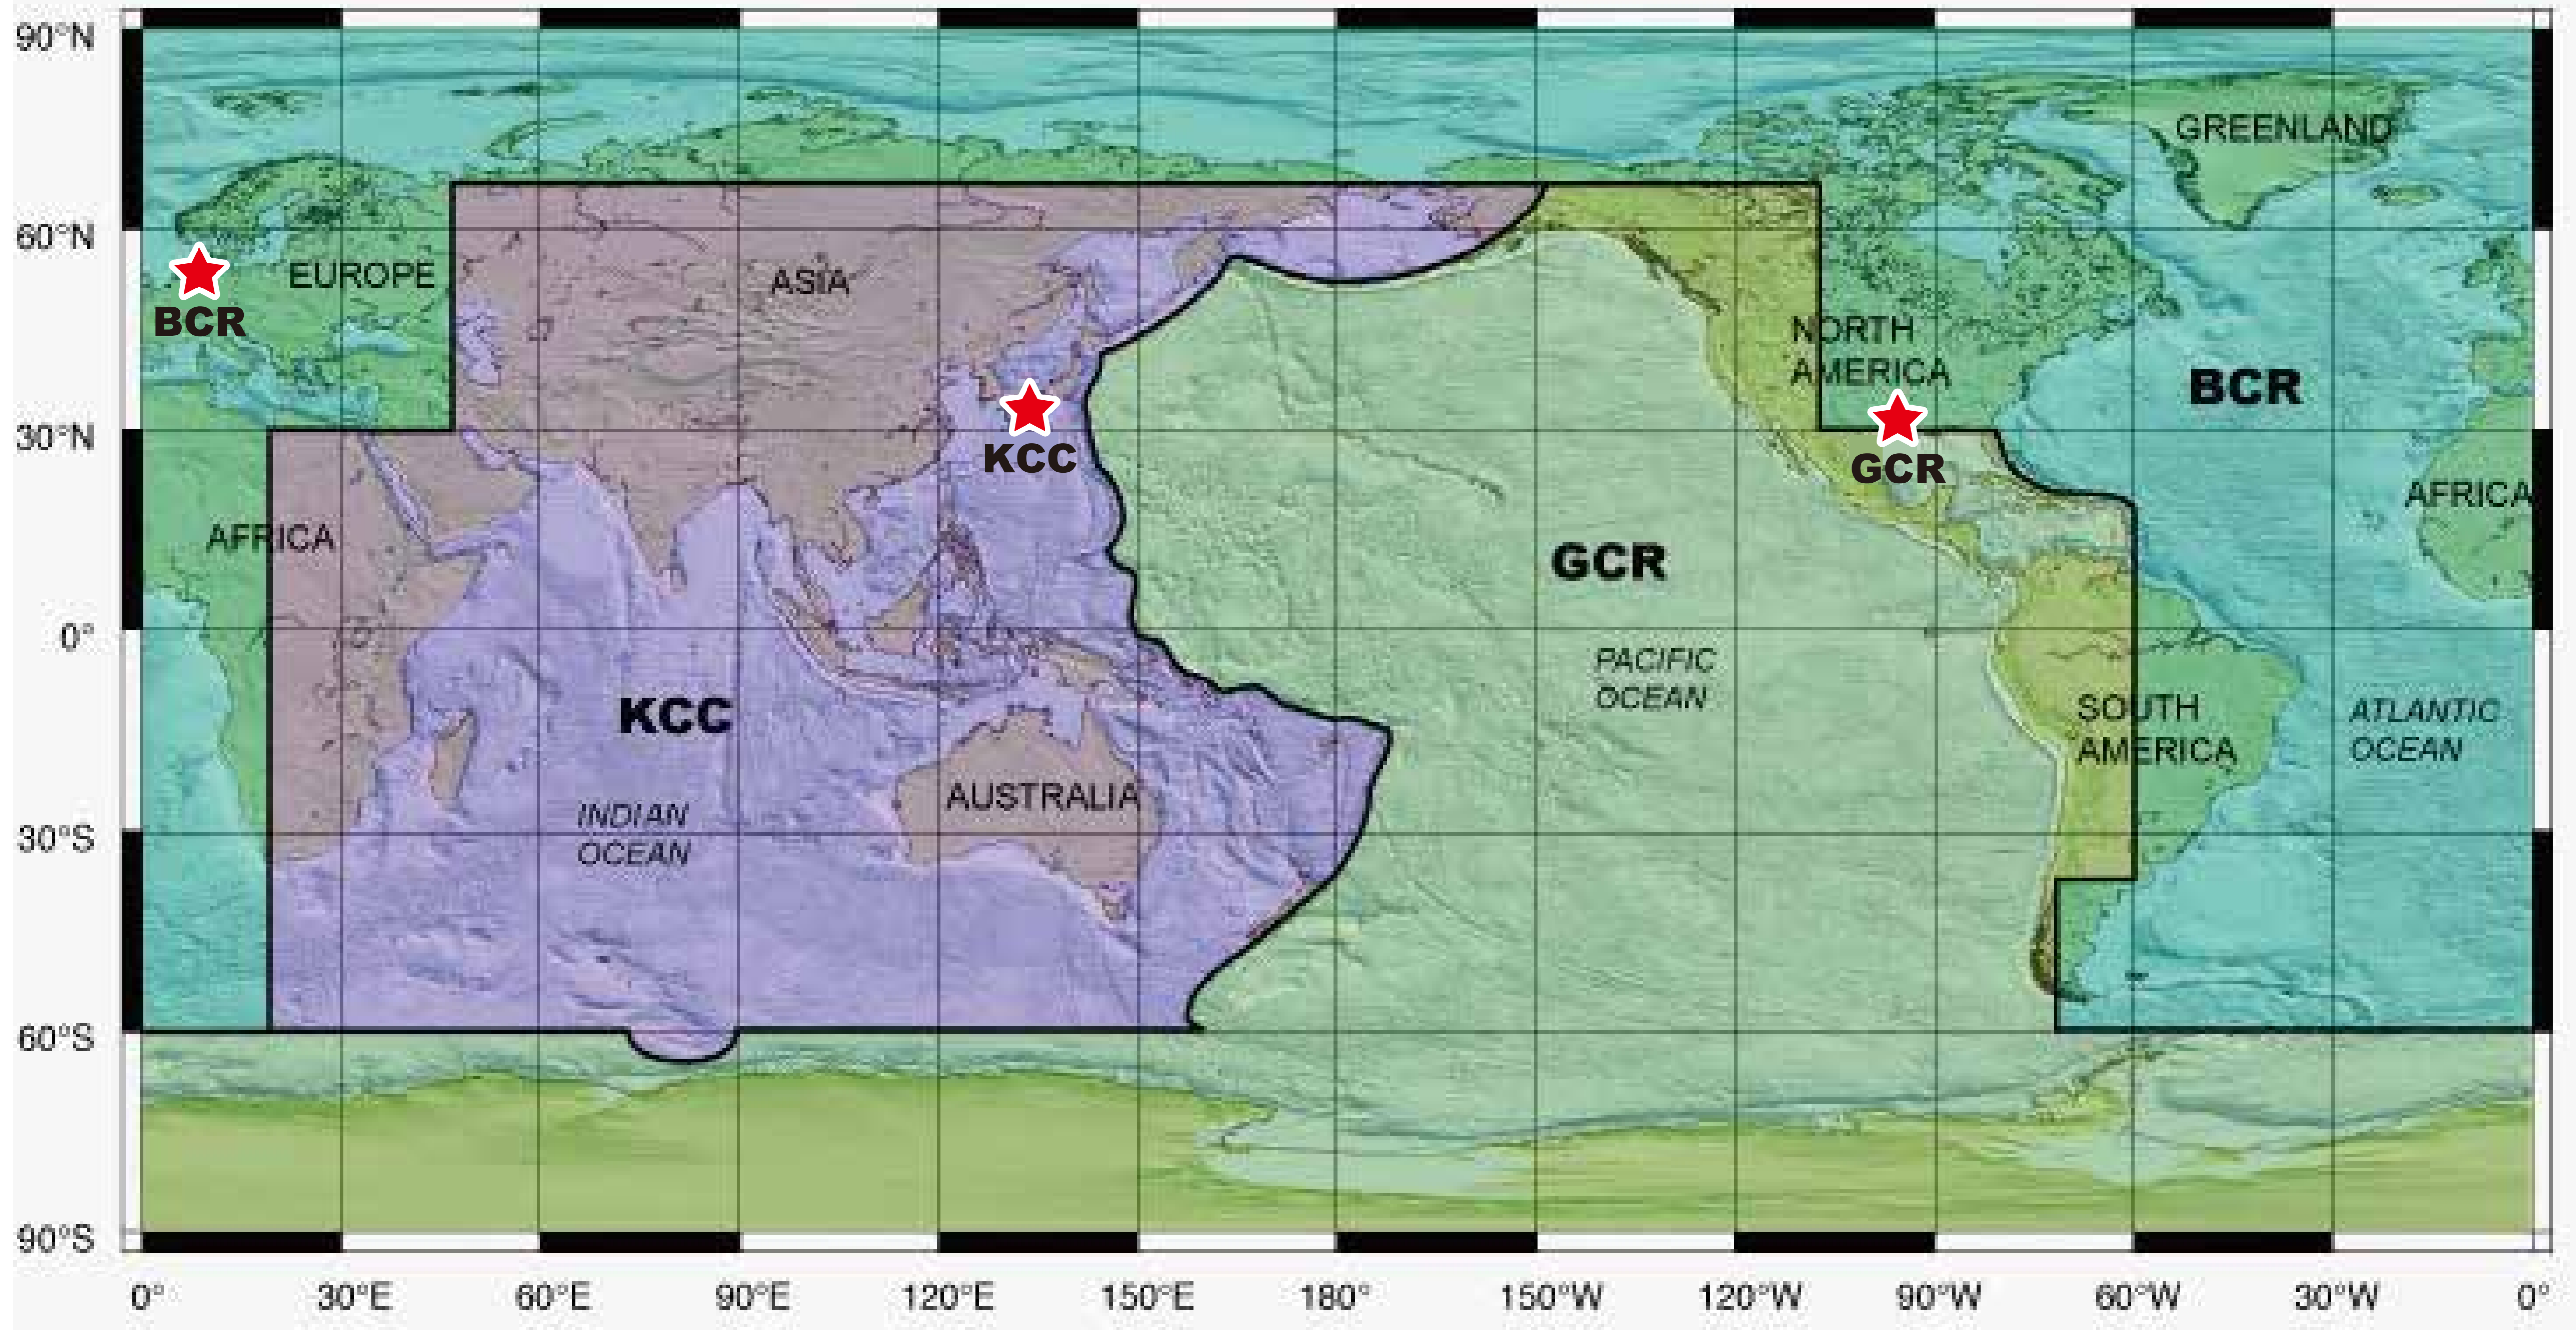 90°N
60°N
30°N
0°
30°S
60°S
90°S
GREENLAND
EUROPE
BCR
ASIA
NORTH
AMERICA
BCR
KCC
GCR
AFRICA
AFRICA
GCR
KCC
PACIFIC
OCEAN
SOUTH
AMERICA
ATLANTIC
OCEAN
AUSTRALIA
INDIAN
OCEAN
0° 30°E 60°E 90°E 120°E 150°E 180° 150°W 120°W 90°W 60°W 30°W 0°